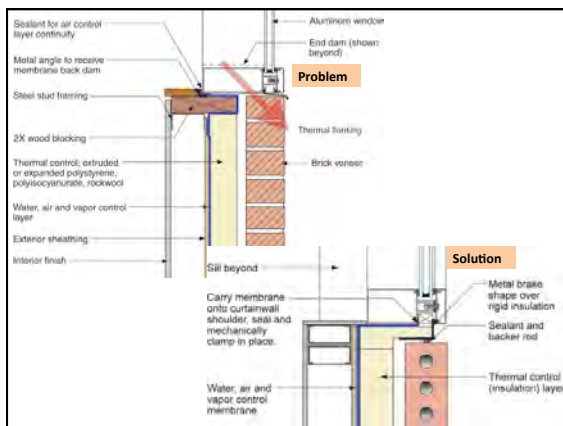 Sealant for air control
layer continuity
Metal angle to receive
membrane back dam
Steel stud framing
2X wood blocking
Thermal control; extruded
or expanded polystyrene,
polyisocyanurate, rockwool
Water, air and vapor control
layer
Exterior sheathing
Interior finish
Aluminum window
End dam (shown
beyond)
Problem
Thermal flanking
Brick veneer
Solution
Sill beyond
Carry membrane
onto curtainwall
shoulder, seal and
mechanically
clamp in place.
Water, air and
vapor control
membrane
Metal brake
shape over
rigid insulation
Sealant and
backer rod
Thermal control
(insulation) layer